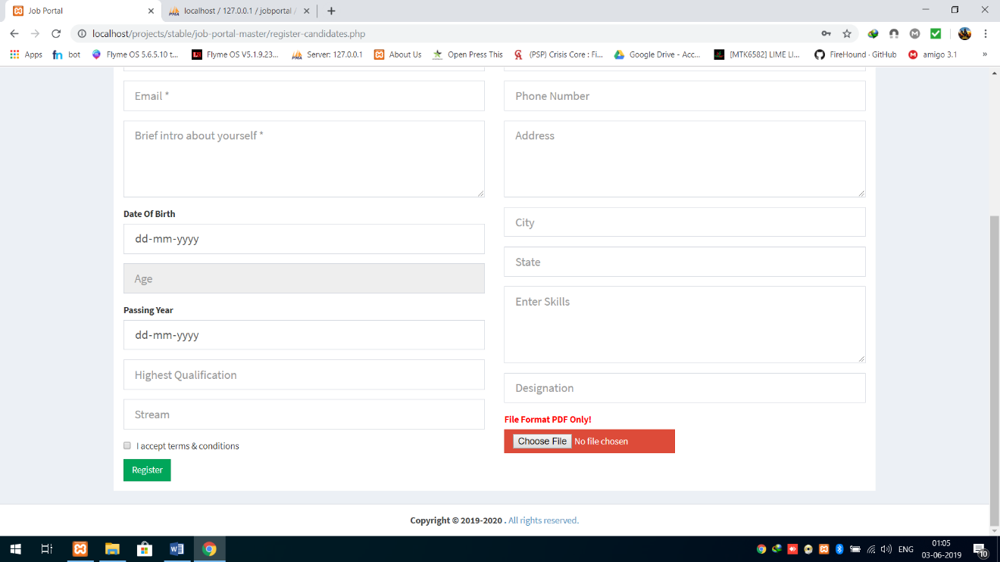 Job Portal
localhost / 127.0.0.1 / jobportal /
localhost/projects/stable/job-portal-master/register-candidates.php
Apps
bot
Flyme OS 5.6.5.10 t...
Flyme OS V5.1.9.23...
Server: 127.0.0.1
About Us
Open Press This
(PSP) Crisis Core : Fi...
Google Drive - Acc...
[MTK6582] LIME LI...
FireHound · GitHub
amigo 3.1
»
Email *
Phone Number
Brief intro about yourself *
Address
Date Of Birth
dd-mm-yyyy
City
Age
State
Passing Year
dd-mm-yyyy
Enter Skills
Highest Qualification
Designation
Stream
File Format PDF Only!
Choose File No file chosen
I accept terms & conditions
Register
Copyright © 2019-2020 . All rights reserved.
ENG
01:05
03-06-2019
10